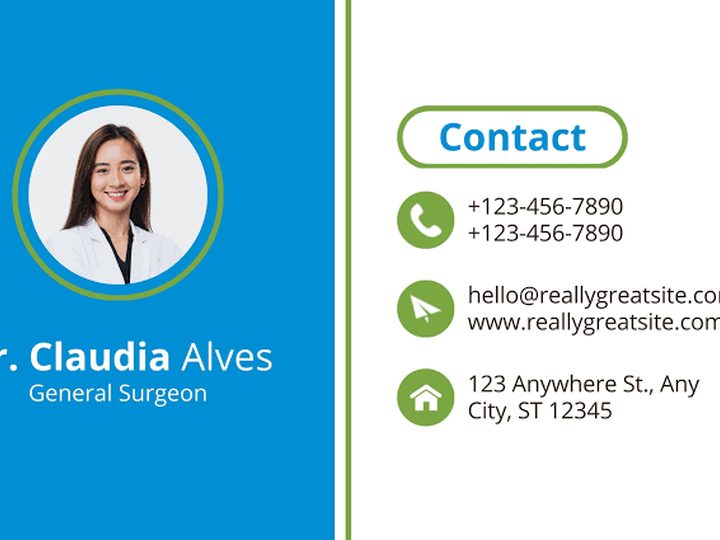 r. Claudia Alves
General Surgeon
Contact
+123-456-7890
+123-456-7890
hello@reallygreatsite.co
www.reallygreatsite.com
123 Anywhere St., Any
City, ST 12345